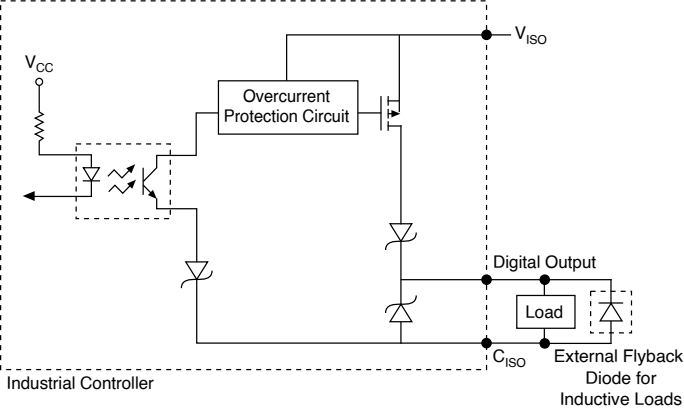 V_ISO
V_CC
Overcurrent
Protection Circuit
Digital Output
Load
C_ISO
External Flyback
Diode for
Inductive Loads
Industrial Controller